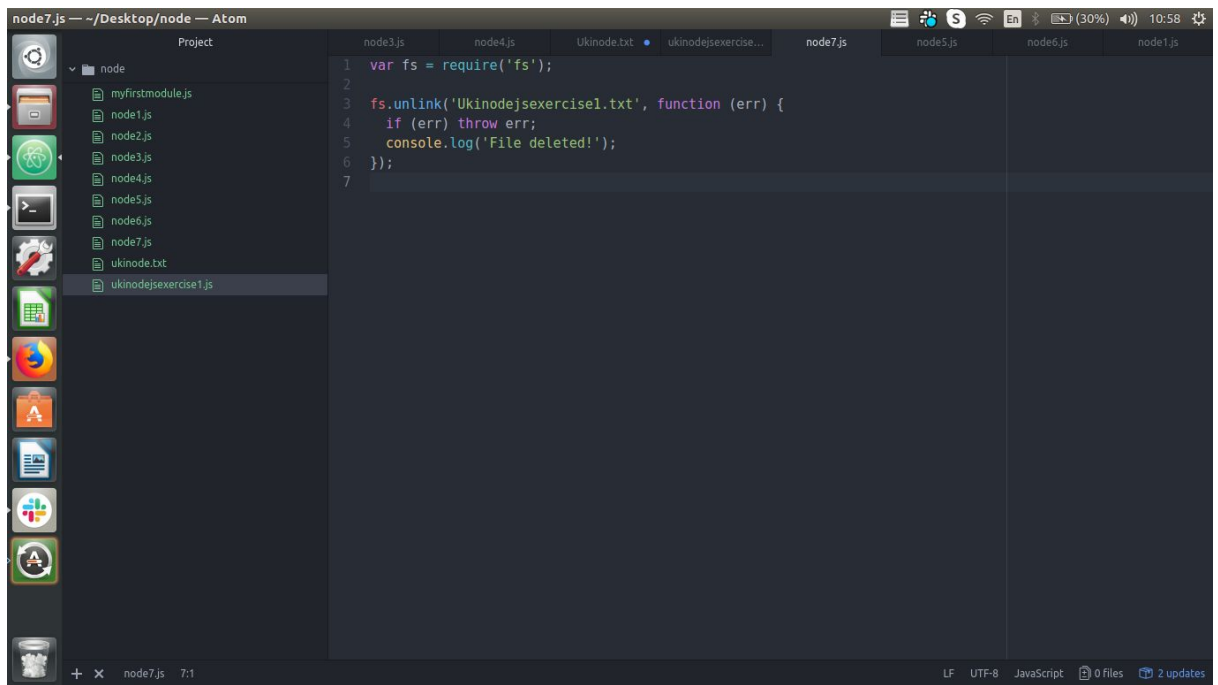 node7.js — ~/Desktop/node — Atom
S
En
(30%)
10:58
Project
node
myfirstmodule.js
node1.js
node2.js
node3.js
node4.js
node5.js
node6.js
node7.js
ukinode.txt
ukinodejsexercise1.js
node3.js node4.js Ukinode.txt ukinodejsexercise... node7.js node5.js node6.js node1.js
1 var fs = require('fs');
2
3 fs.unlink('Ukinodejsexercise1.txt', function (err) {
4 if (err) throw err;
5 console.log('File deleted!');
6 });
7
+ × node7.js 7:1
LF UTF-8 JavaScript 0 files 2 updates